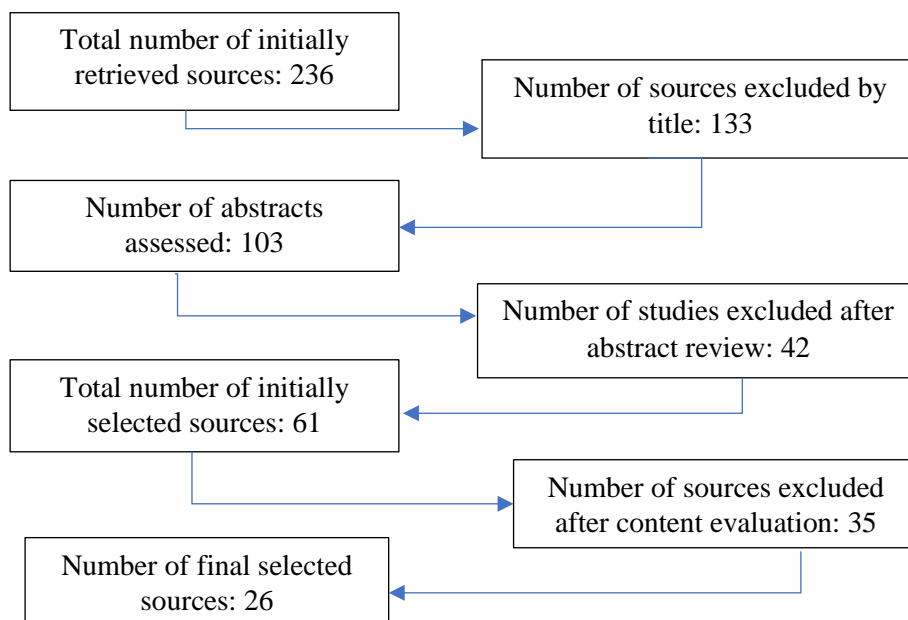 Total number of initially
retrieved sources: 236
Number of sources excluded by
title: 133
Number of abstracts
assessed: 103
Number of studies excluded after
abstract review: 42
Total number of initially
selected sources: 61
Number of sources excluded
after content evaluation: 35
Number of final selected
sources: 26